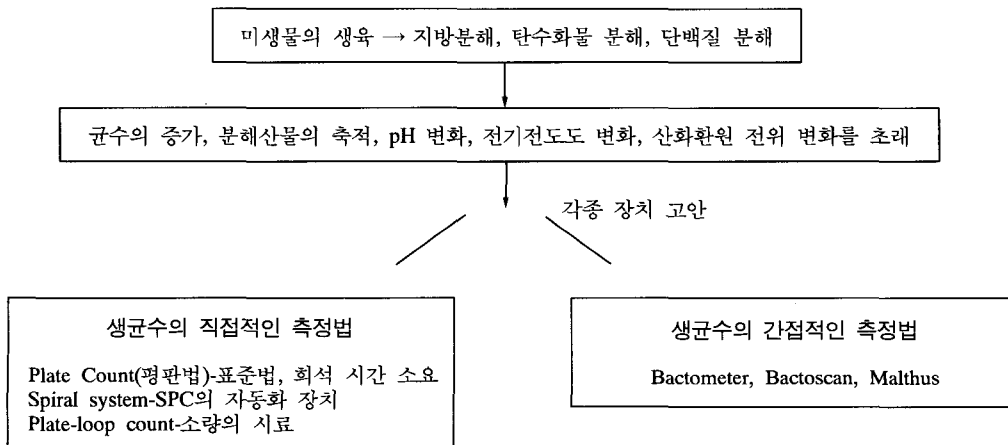 미생물의 생육 → 지방분해, 탄수화물 분해, 단백질 분해
균수의 증가, 분해산물의 축적, pH 변화, 전기전도도 변화, 산화환원 전위 변화를 초래
각종 장치 고안
생균수의 직접적인 측정법
Plate Count(평판법)-표준법, 희석 시간 소요
Spiral system-SPC의 자동화 장치
Plate-loop count-소량의 시료
생균수의 간접적인 측정법
Bactometer, Bactoscan, Malthus